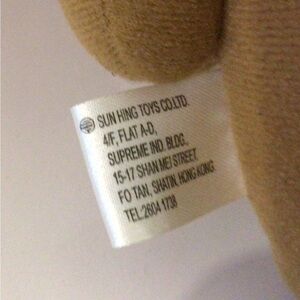 SUN HING TOYS CO.LTD.
4/F, FLAT A-D,
SUPREME IND. BLDG.,
15-17 SHAN MEI STREET,
FO TAN, SHATIN, HONG KONG
TEL:2604 1738